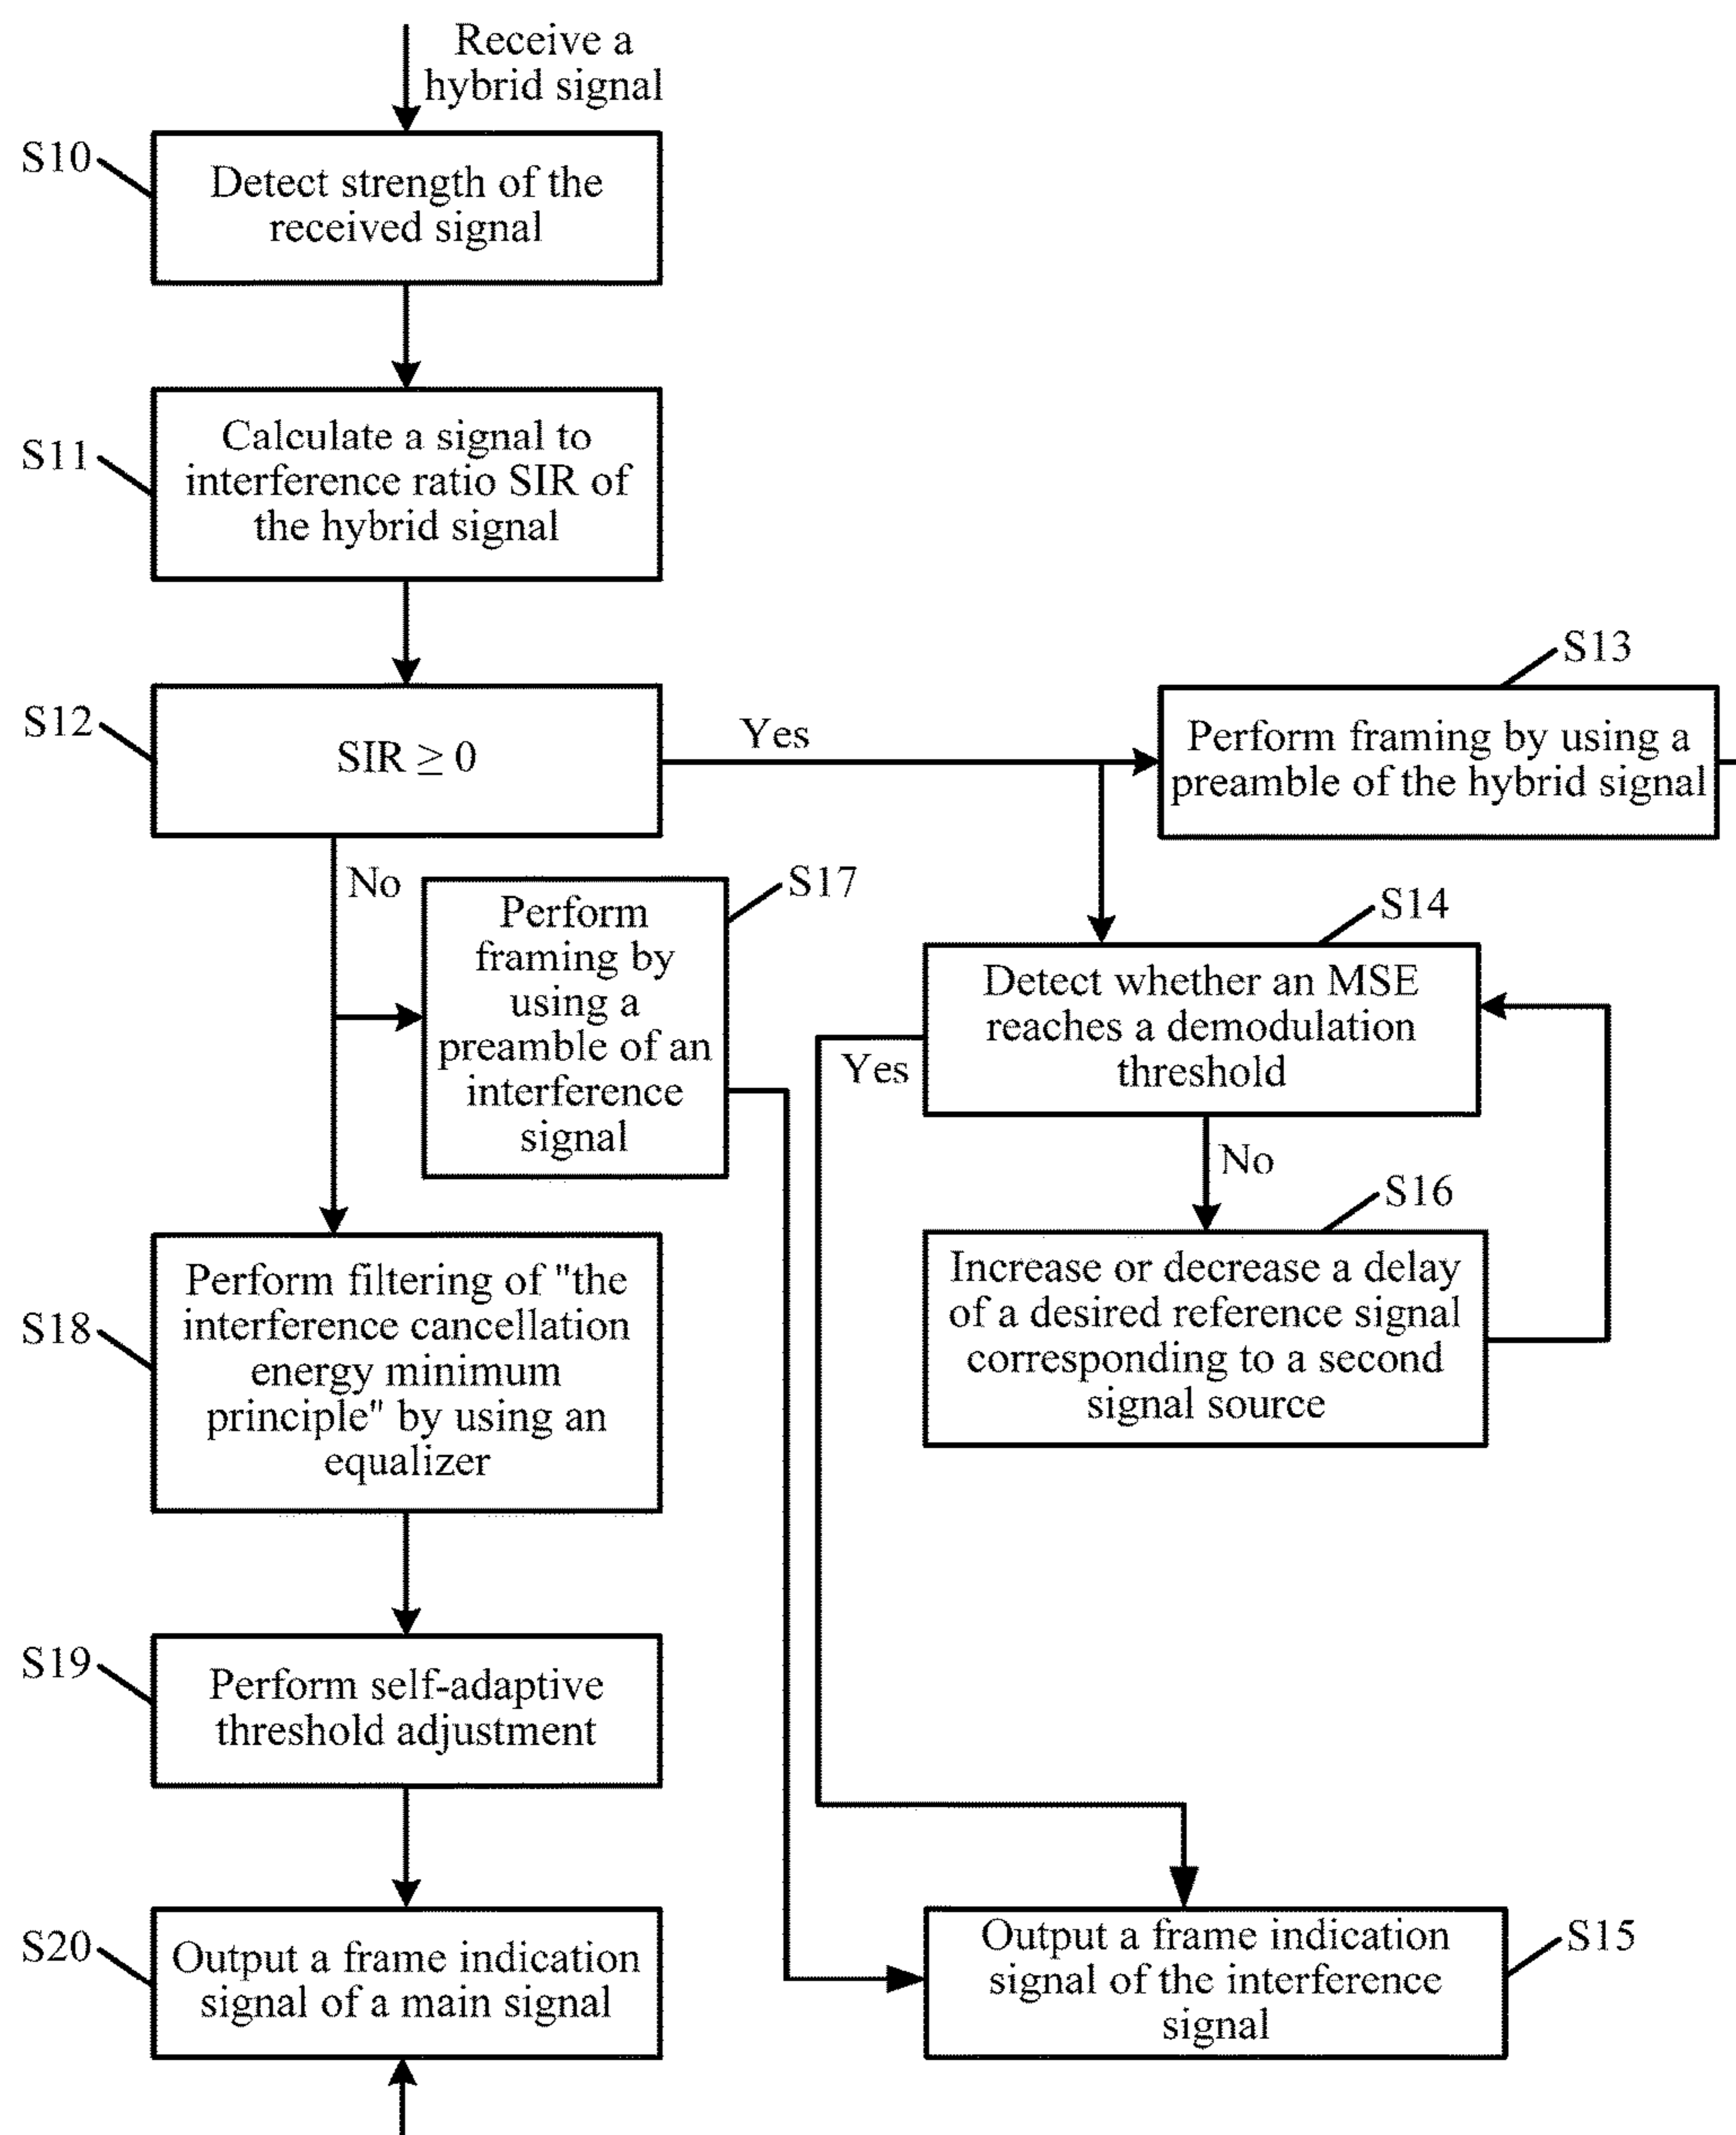 Receive a
hybrid signal
S10
Detect strength of the
received signal
S11
Calculate a signal to
interference ratio SIR of
the hybrid signal
S12
SIR ≥ 0
Yes
S13
Perform framing by using a
preamble of the hybrid signal
No
S17
Perform
framing by
using a
preamble of an
interference
signal
S14
Detect whether an MSE
reaches a demodulation
threshold
Yes
No
S16
Increase or decrease a delay
of a desired reference signal
corresponding to a second
signal source
S18
Perform filtering of "the
interference cancellation
energy minimum
principle" by using an
equalizer
S19
Perform self-adaptive
threshold adjustment
S20
Output a frame indication
signal of a main signal
S15
Output a frame indication
signal of the interference
signal